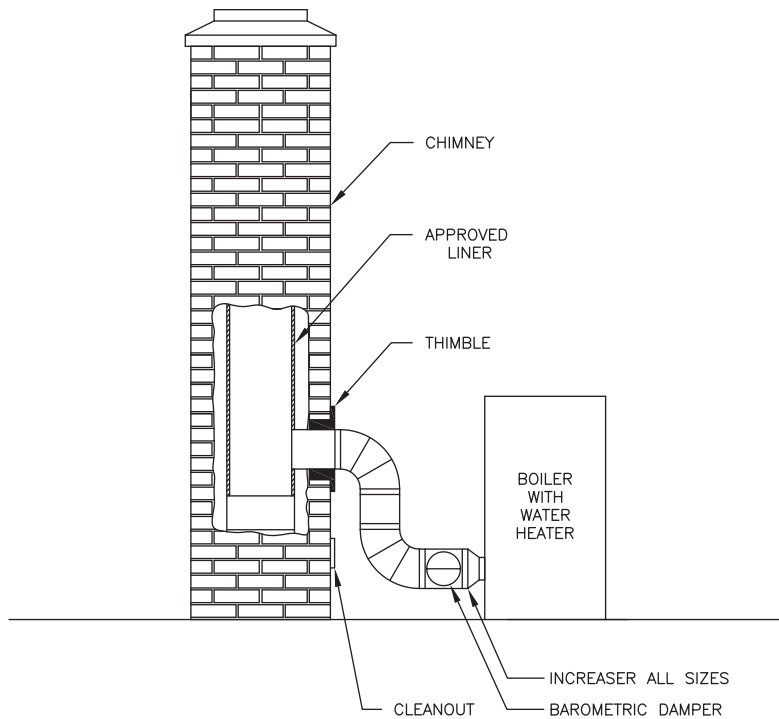 CHIMNEY
APPROVED
LINER
THIMBLE
BOILER
WITH
WATER
HEATER
INCREASER ALL SIZES
CLEANOUT
BAROMETRIC DAMPER